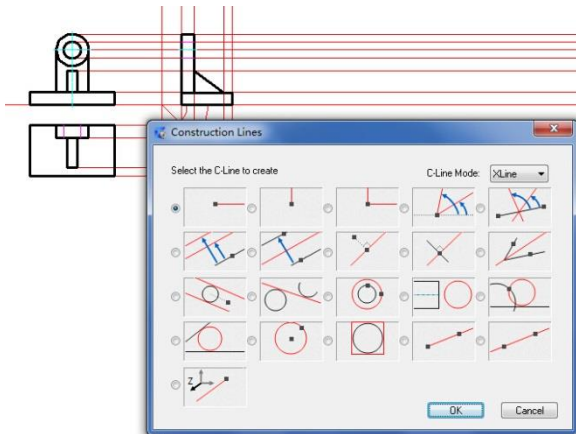 Construction Lines
Select the C-Line to create
C-Line Mode: XLine
Z
OK Cancel